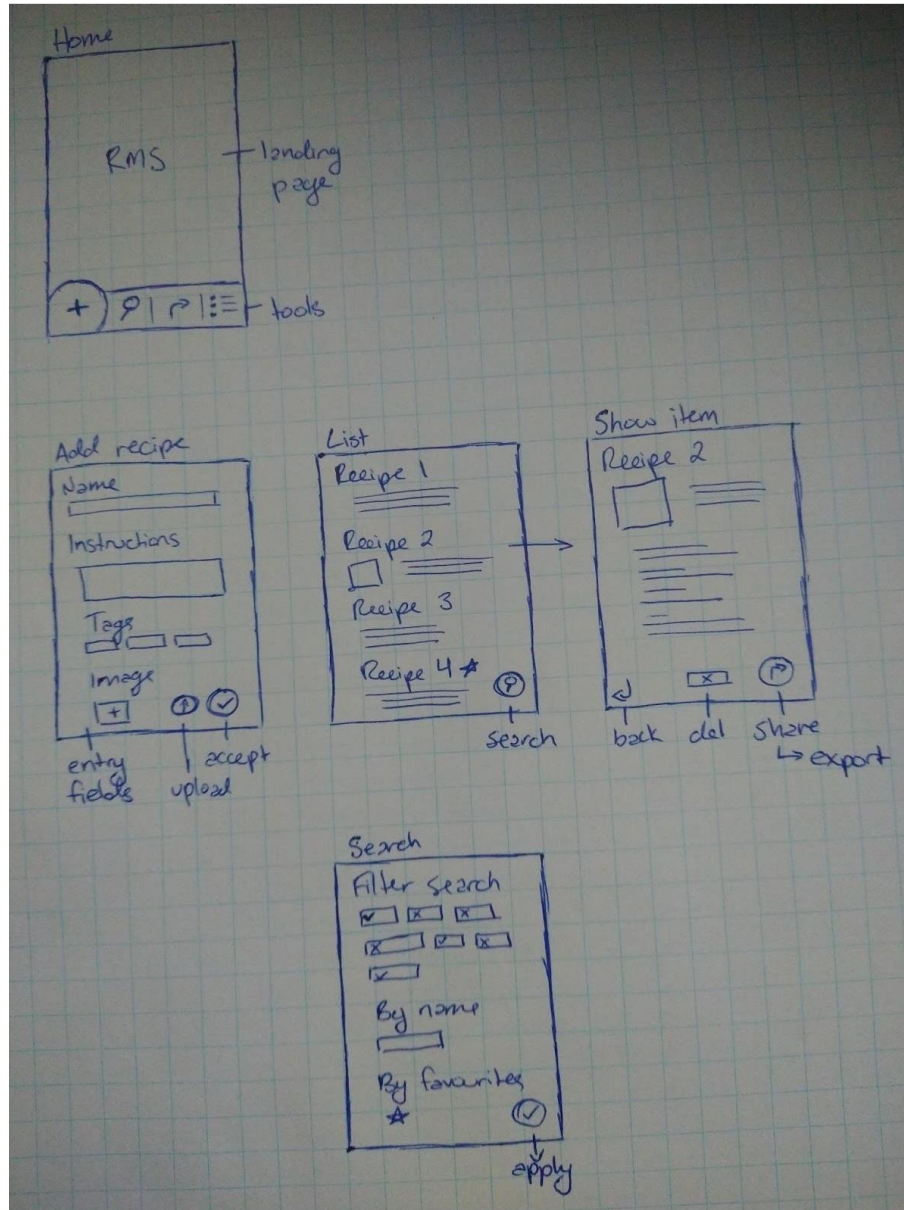 Home
RMS
landing
page
tools
Add recipe
Name
Instructions
Tags
Image
entry
fields
upload
accept
List
Recipe 1
Recipe 2
Recipe 3
Recipe 4
search
Show item
Recipe 2
back
del
share
export
Search
Filter search
By name
By favourites
apply